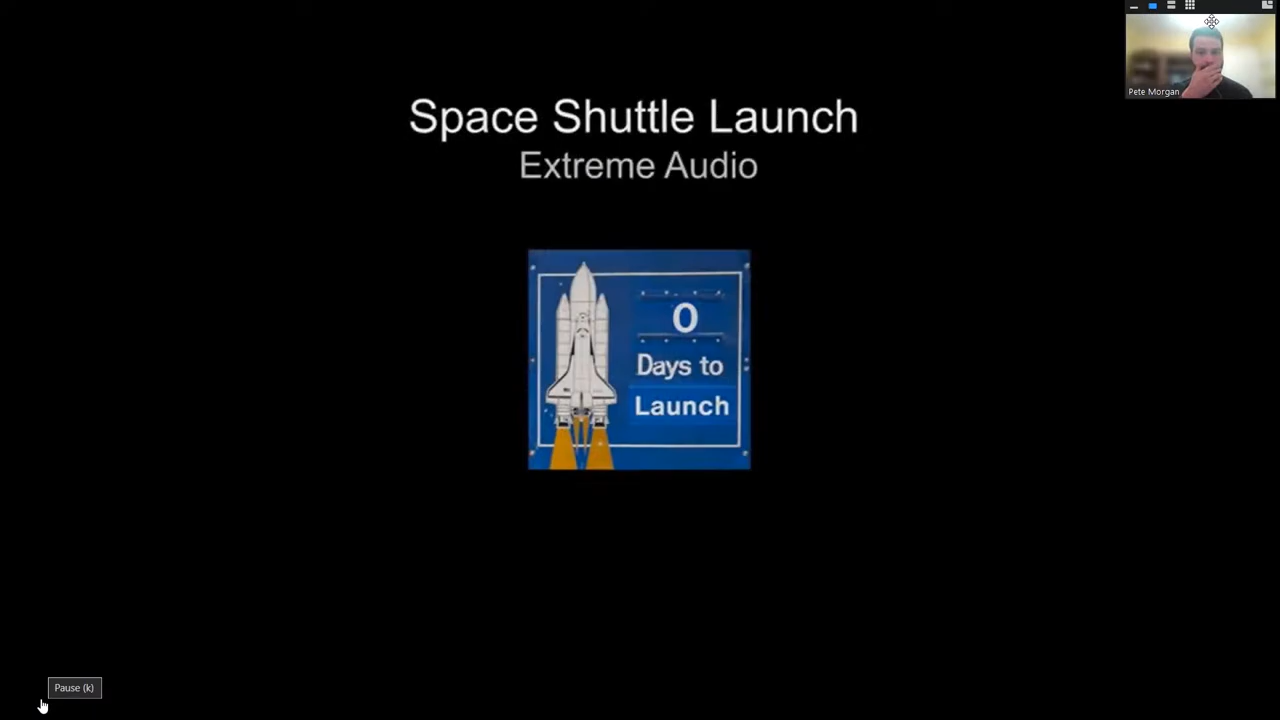 Space Shuttle Launch
Extreme Audio
0
Days to
Launch
Pete Morgan
Pause (k)